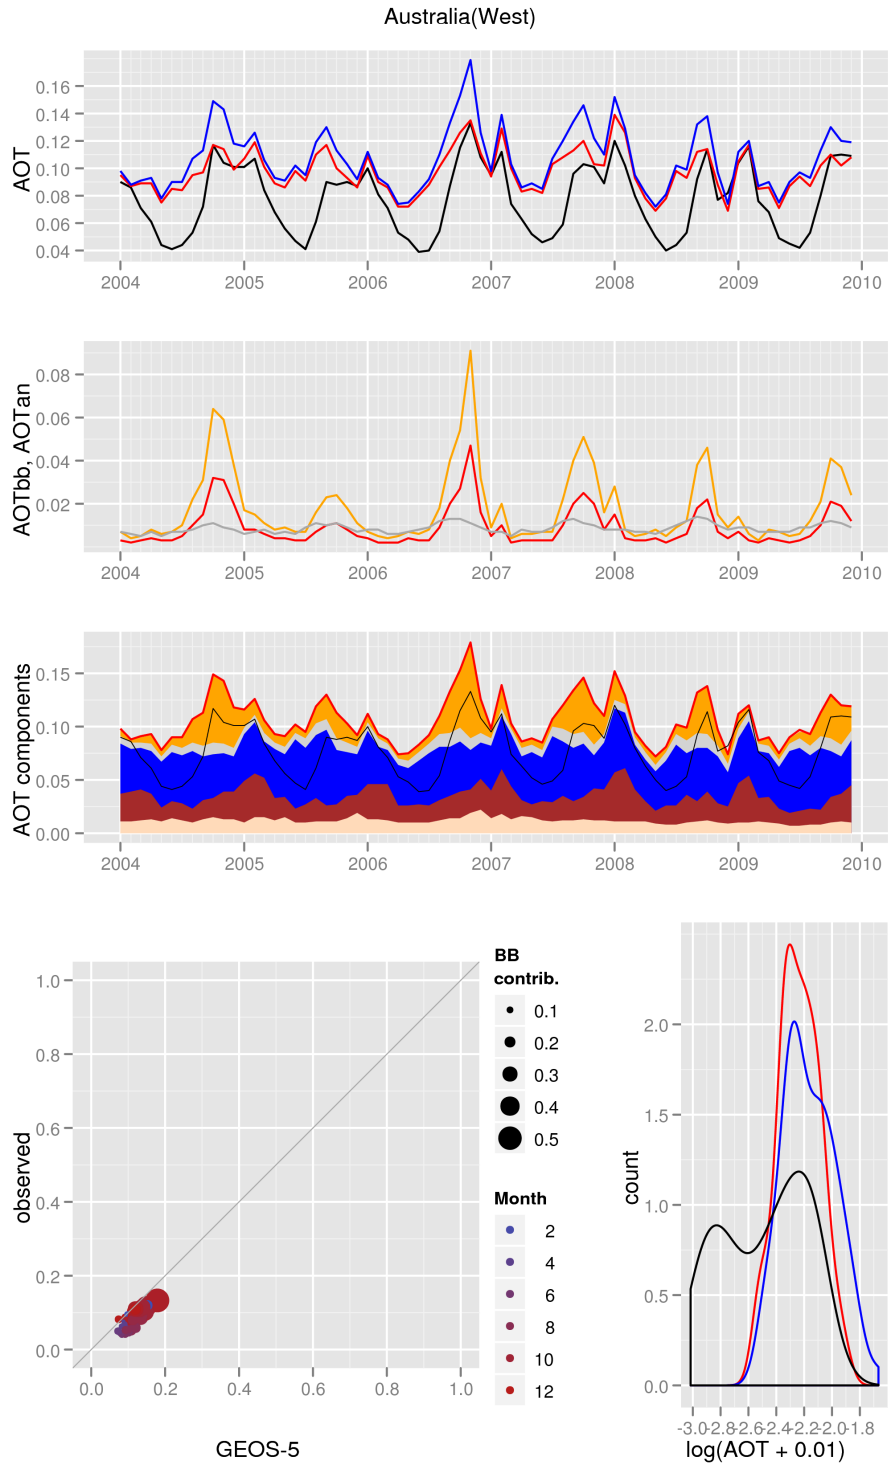 Australia(West)
AOT
0.16
0.14
0.12
0.10
0.08
0.06
0.04
2004 2005 2006 2007 2008 2009 2010
AOTbb, AOTan
0.08
0.06
0.04
0.02
2004 2005 2006 2007 2008 2009 2010
AOT components
0.15
0.10
0.05
0.00
2004 2005 2006 2007 2008 2009 2010
observed
1.0
0.8
0.6
0.4
0.2
0.0
0.0 0.2 0.4 0.6 0.8 1.0
GEOS-5
BB
contrib.
0.1
0.2
0.3
0.4
0.5
Month
2
4
6
8
10
12
count
2.0
1.5
1.0
0.5
0.0
-3.0 -2.8 -2.6 -2.4 -2.2 -2.0 -1.8
log(AOT + 0.01)